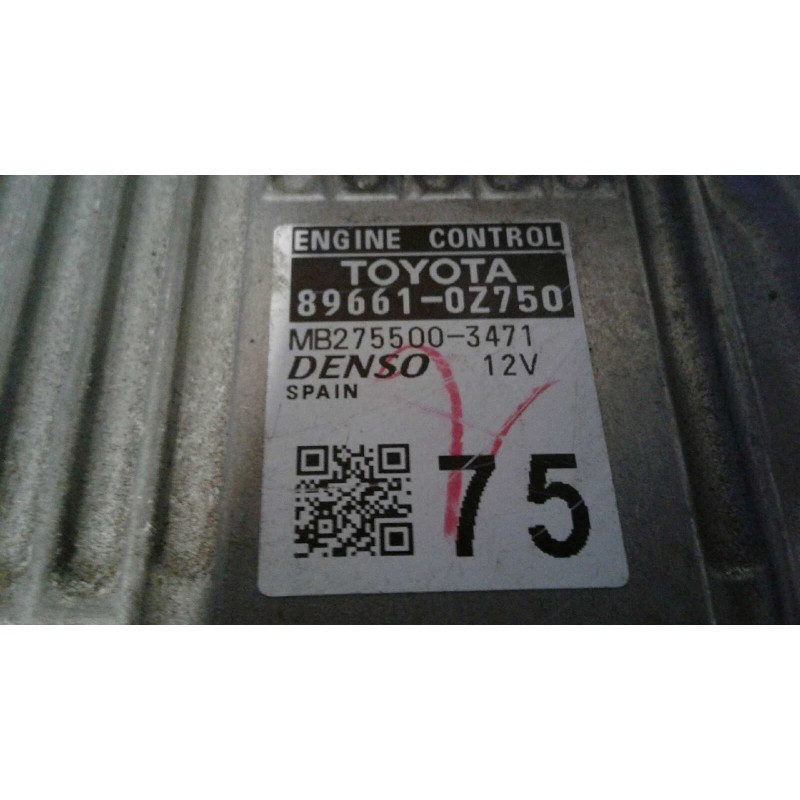 ENGINE CONTROL
TOYOTA
89661-0Z750
MB275500-3471
DENSO 12V
SPAIN
75